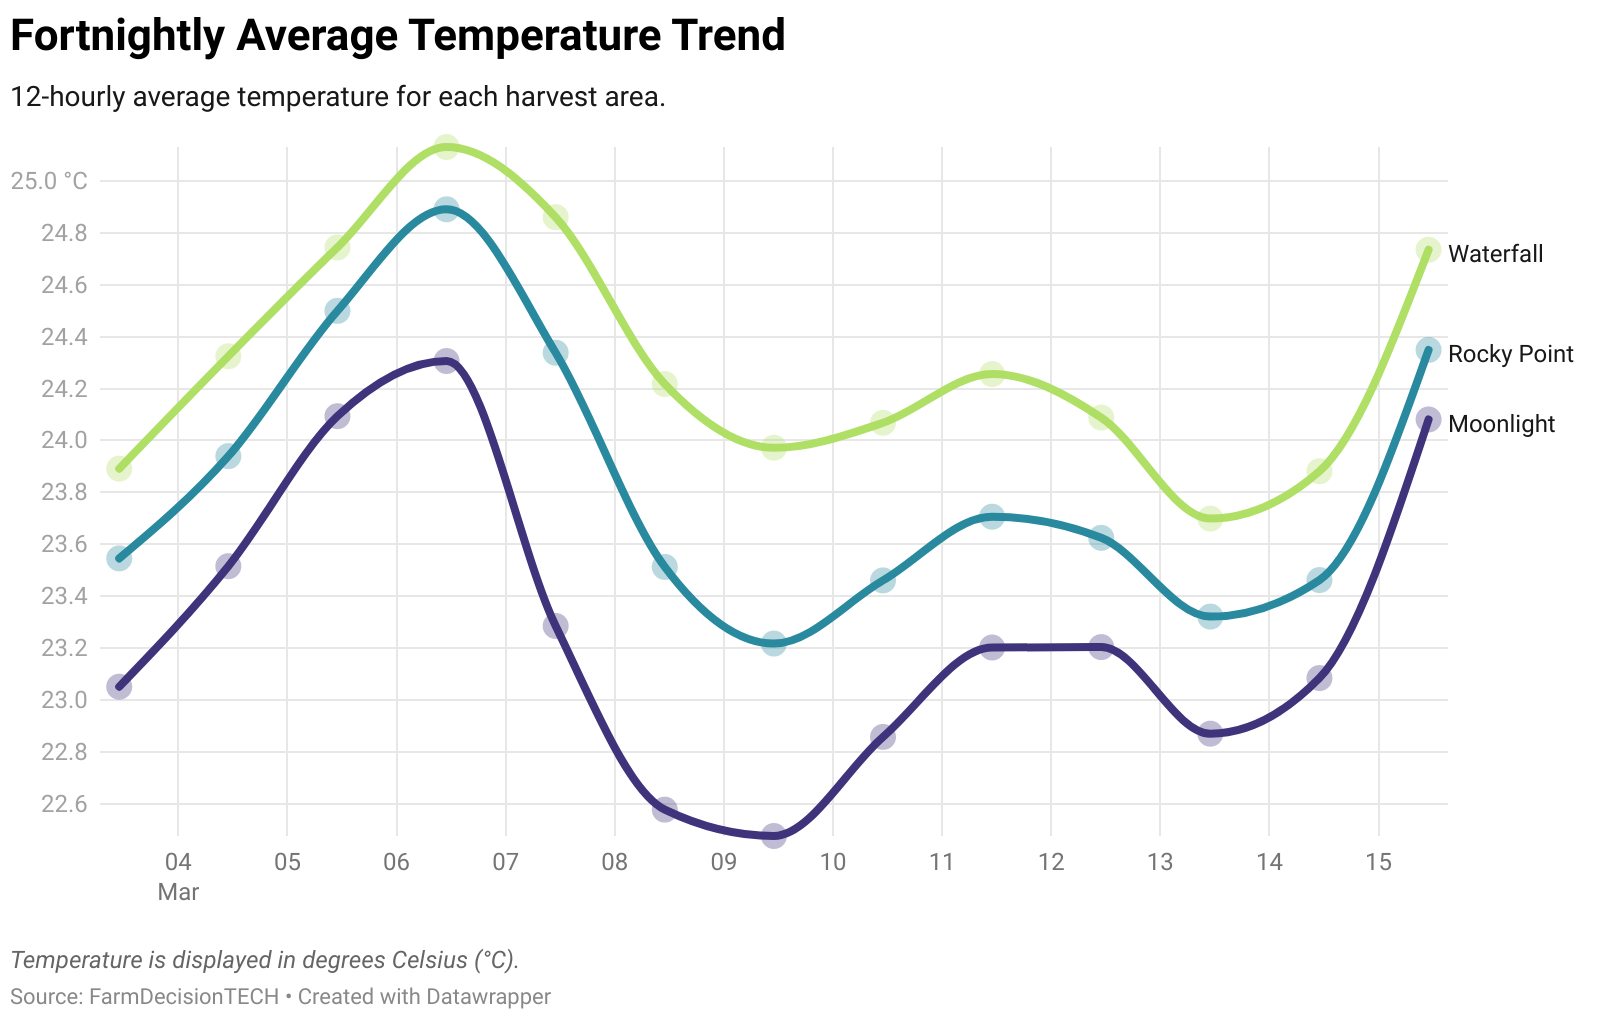 Fortnightly Average Temperature Trend
12-hourly average temperature for each harvest area.
25.0 °C
24.8
24.6
24.4
24.2
24.0
23.8
23.6
23.4
23.2
23.0
22.8
22.6
Waterfall
Rocky Point
Moonlight
04 05 06 07 08 09 10 11 12 13 14 15
Mar
Temperature is displayed in degrees Celsius (°C).
Source: FarmDecisionTECH • Created with Datawrapper